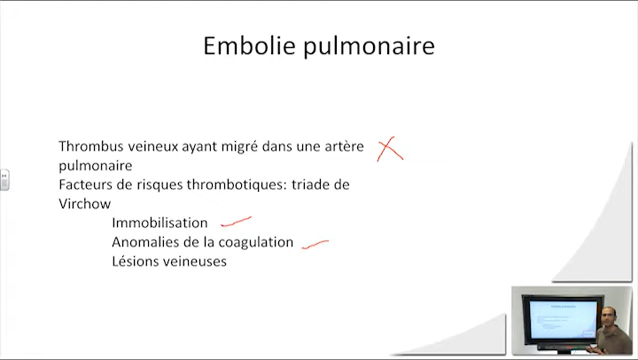 Embolie pulmonaire
Thrombus veineux ayant migré dans une artère
pulmonaire
Facteurs de risques thrombotiques: triade de
Virchow
Immobilisation
Anomalies de la coagulation
Lésions veineuses